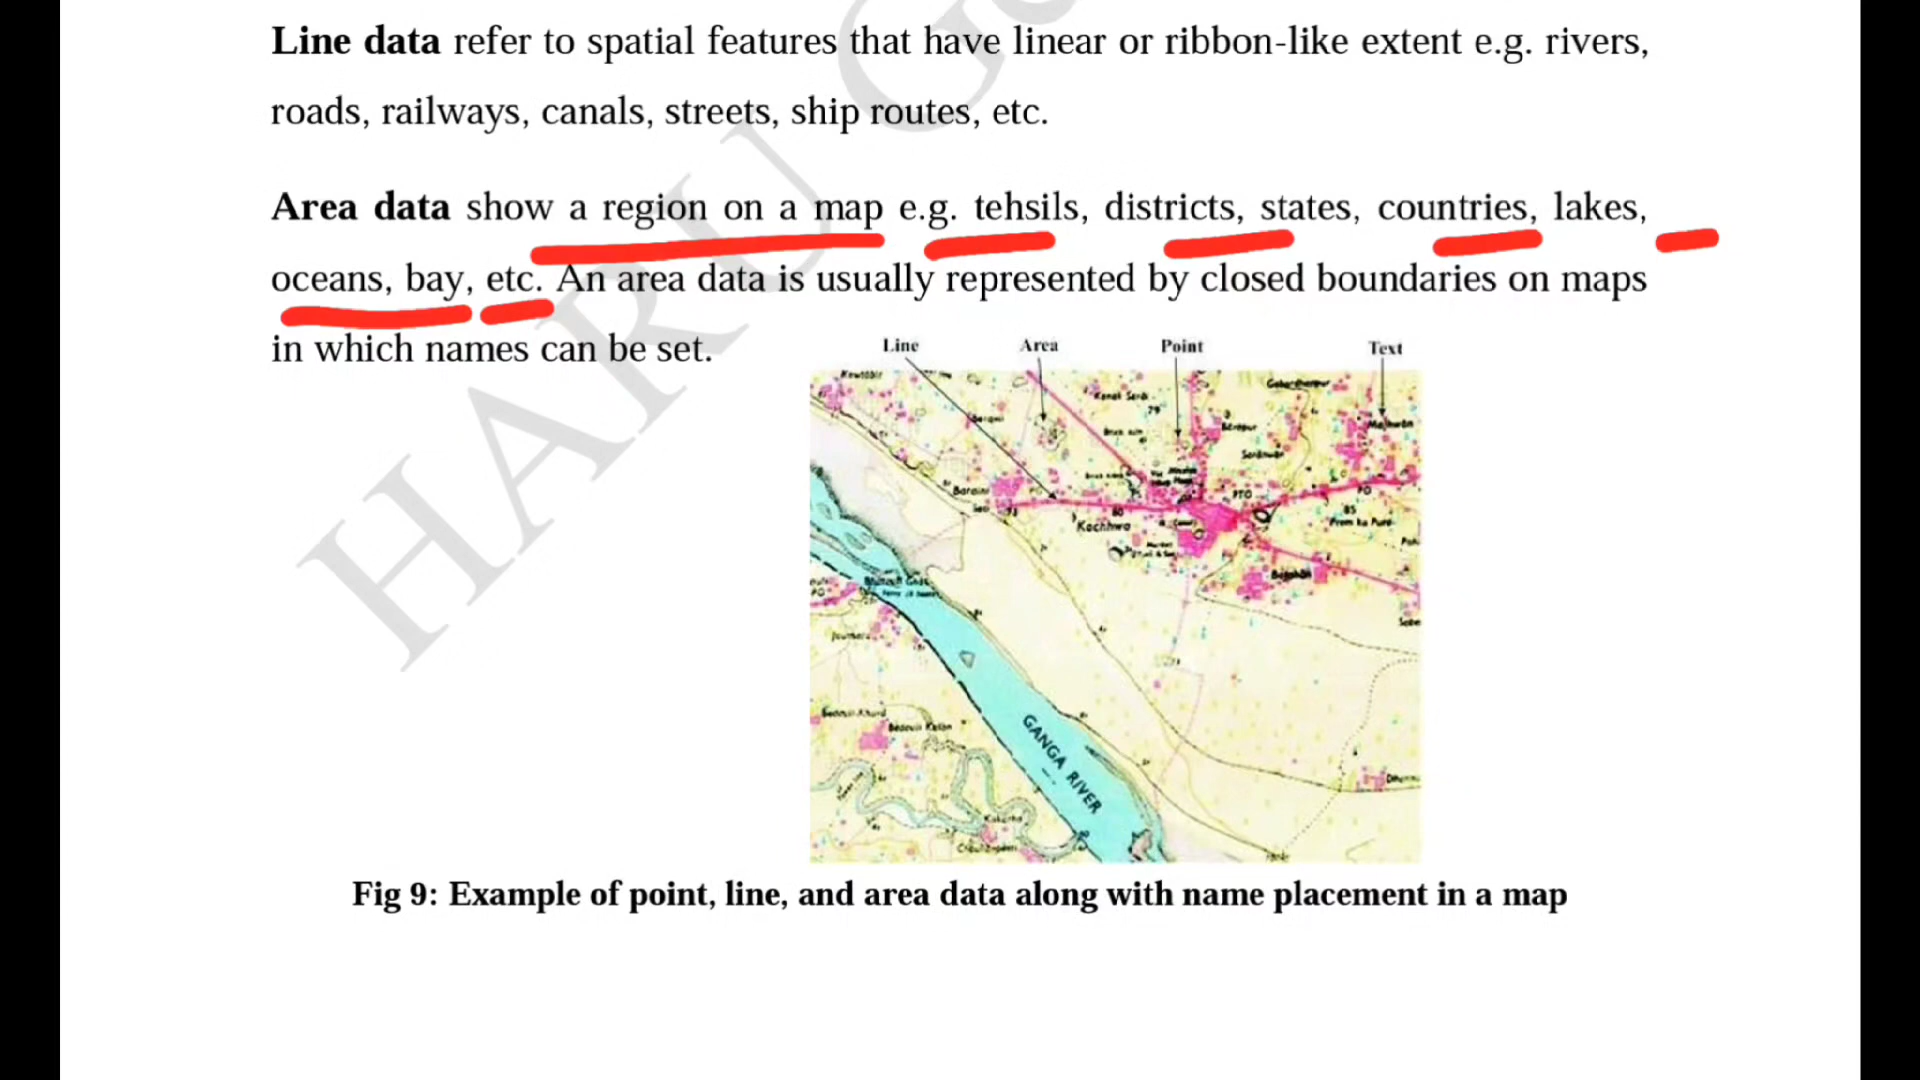 Line data refer to spatial features that have linear or ribbon-like extent e.g. rivers,
roads, railways, canals, streets, ship routes, etc.
Area data show a region on a map e.g. tehsils, districts, states, countries, lakes,
oceans, bay, etc. An area data is usually represented by closed boundaries on maps
in which names can be set.
Line Area Point Text
Kachhwa
GANGA RIVER
Fig 9: Example of point, line, and area data along with name placement in a map
HARU